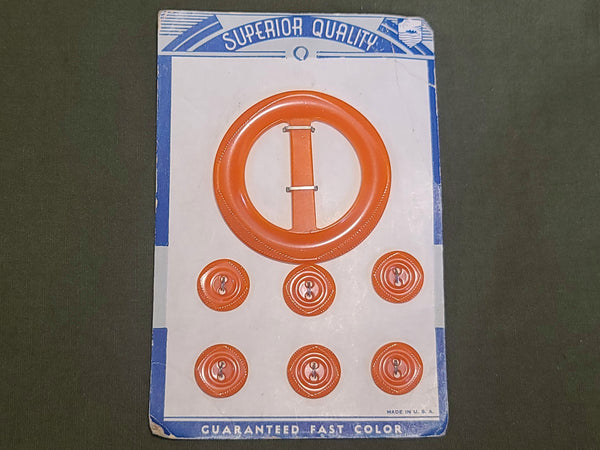 SUPERIOR QUALITY
MADE IN U. S. A.
GUARANTEED FAST COLOR